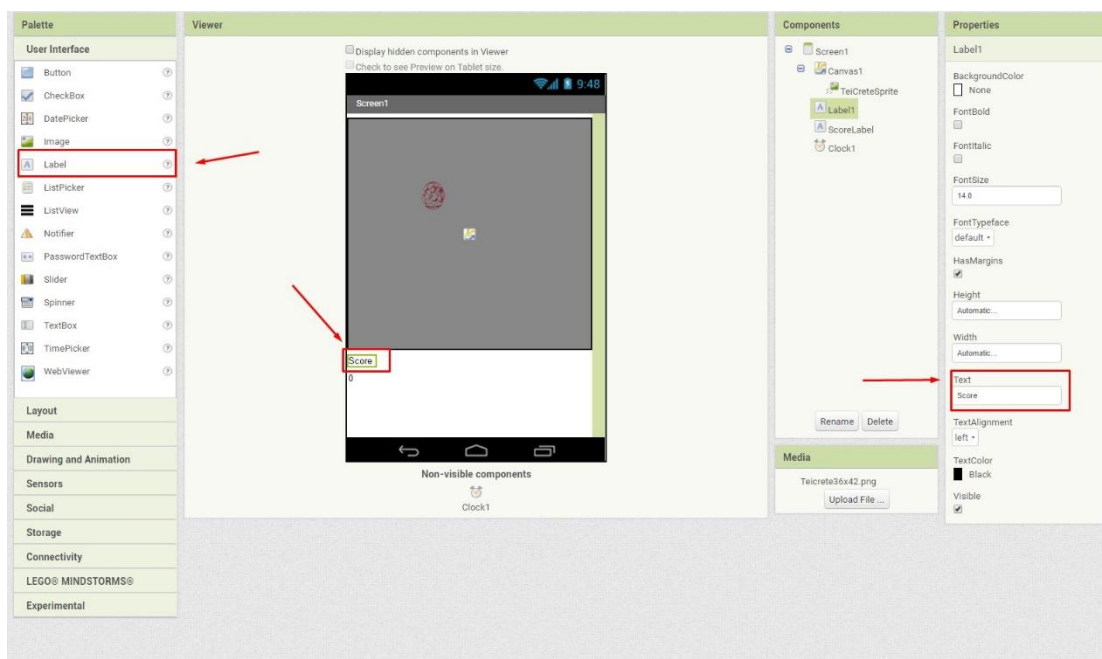 Palette
User Interface
Button
CheckBox
DatePicker
Image
Label
ListPicker
ListView
Notifier
PasswordTextBox
Slider
Spinner
TextBox
TimePicker
WebViewer
Layout
Media
Drawing and Animation
Sensors
Social
Storage
Connectivity
LEGO® MINDSTORMS®
Experimental
Viewer
Display hidden components in Viewer
Check to see Preview on Tablet size.
9:48
Screen1
Score
0
Non-visible components
Clock1
Components
Screen1
Canvas1
TeiCreteSprite
Label1
ScoreLabel
Clock1
Rename Delete
Media
Teicrete36x42.png
Upload File ...
Properties
Label1
BackgroundColor
None
FontBold
FontItalic
FontSize
14.0
FontTypeface
default
HasMargins
Height
Automatic...
Width
Automatic...
Text
Score
TextAlignment
left
TextColor
Black
Visible